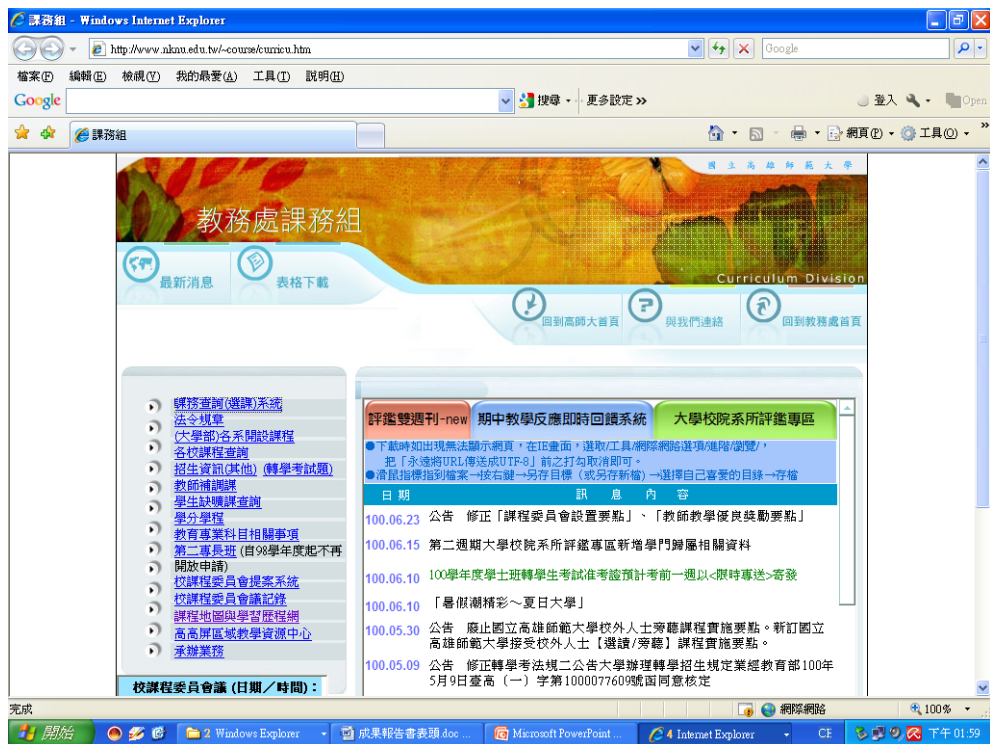 課務組 - Windows Internet Explorer
http://www.nknu.edu.tw/~course/curricu.htm
Google
檔案(F) 編輯(E) 檢視(V) 我的最愛(A) 工具(T) 說明(H)
Google 搜尋 更多設定 >> 登入 Open
課務組 網頁(P) 工具(O) »
國立高雄師範大學
教務處課務組
最新消息 表格下載
Curriculum Division
回到高師大首頁 與我們連絡 回到教務處首頁
課務查詢(選課)系統
法令規章
(大學部)各系開設課程
各校課程查詢
招生資訊(其他) (轉學考試題)
教師補調課
學生缺曠課查詢
學分學程
教育專業科目相關事項
第二專長班 (自98學年度起不再
開放申請)
校課程委員會提案系統
校課程委員會議記錄
課程地圖與學習歷程網
高高屏區域教學資源中心
承辦業務
校課程委員會議 (日期／時間)：
評鑑雙週刊-new 期中教學反應即時回饋系統 大學校院系所評鑑專區
●下載時如出現無法顯示網頁，在IE畫面，選取/工具/網際網路選項/進階/瀏覽/，
把「永遠將URL傳送成UTF-8」前之打勾取消即可。
●滑鼠指標指到檔案→按右鍵→另存目標（或另存新檔）→選擇自己喜愛的目錄→存檔
日期 訊息內容
100.06.23 公告 修正「課程委員會設置要點」、「教師教學優良獎勵要點」
100.06.15 第二週期大學校院系所評鑑專區新增學門歸屬相關資料
100.06.10 100學年度學士班轉學生考試准考證預計考前一週以<限時專送>寄發
100.06.10 「暑假潮精彩～夏日大學」
100.05.30 公告 廢止國立高雄師範大學校外人士旁聽課程實施要點。新訂國立
高雄師範大學接受校外人士【選讀/旁聽】課程實施要點。
100.05.09 公告 修正轉學考法規二公告大學辦理轉學招生規定業經教育部100年
5月9日臺高（一）字第1000077609號函同意核定
完成 網際網路 100%
開始 2 Windows Explorer 成果報告書表頭.doc ... Microsoft PowerPoint ... 4 Internet Explorer CH 下午 01:59